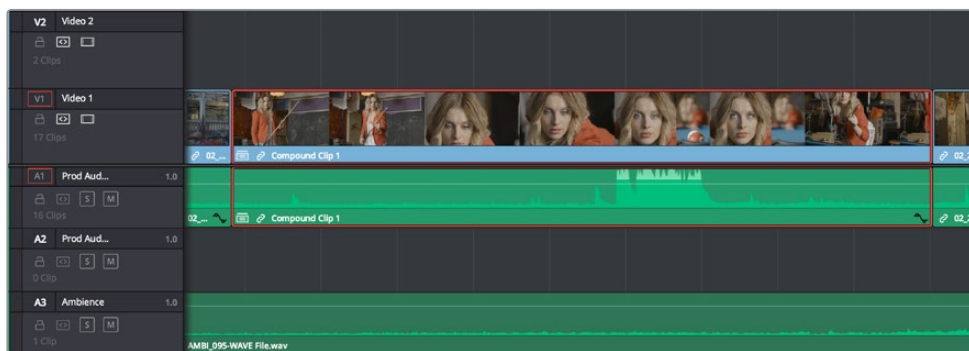 V2 Video 2
2 Clips
V1 Video 1
17 Clips
02_... Compound Clip 1 02_2
A1 Prod Aud... 1.0
S M
16 Clips
02_... Compound Clip 1 02_2
A2 Prod Aud... 1.0
S M
0 Clip
A3 Ambience 1.0
S M
1 Clip
AMBI_095-WAVE File.wav